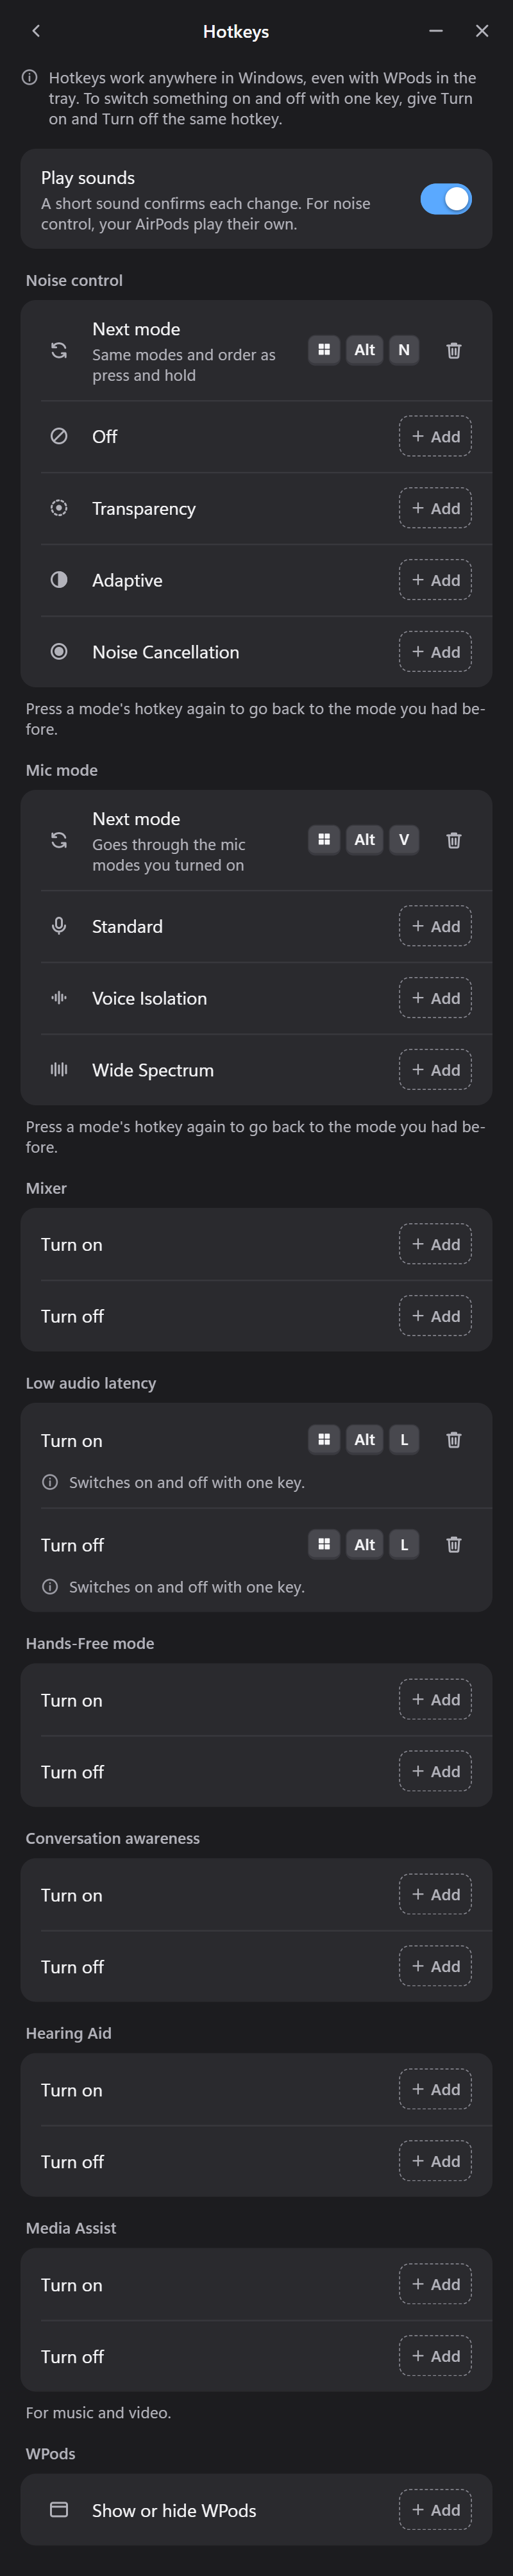 Hotkeys
Hotkeys work anywhere in Windows, even with WPods in the
tray. To switch something on and off with one key, give Turn
on and Turn off the same hotkey.
Play sounds
A short sound confirms each change. For noise
control, your AirPods play their own.
Noise control
Next mode
Same modes and order as
press and hold
Alt N
Off
+ Add
Transparency
+ Add
Adaptive
+ Add
Noise Cancellation
+ Add
Press a mode's hotkey again to go back to the mode you had be-
fore.
Mic mode
Next mode
Goes through the mic
modes you turned on
Alt V
Standard
+ Add
Voice Isolation
+ Add
Wide Spectrum
+ Add
Press a mode's hotkey again to go back to the mode you had be-
fore.
Mixer
Turn on
+ Add
Turn off
+ Add
Low audio latency
Turn on
Alt L
Switches on and off with one key.
Turn off
Alt L
Switches on and off with one key.
Hands-Free mode
Turn on
+ Add
Turn off
+ Add
Conversation awareness
Turn on
+ Add
Turn off
+ Add
Hearing Aid
Turn on
+ Add
Turn off
+ Add
Media Assist
Turn on
+ Add
Turn off
+ Add
For music and video.
WPods
Show or hide WPods
+ Add